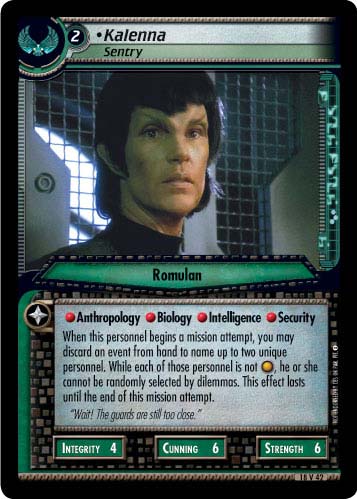 2 •Kalenna
Sentry
Romulan
•Anthropology •Biology •Intelligence •Security
When this personnel begins a mission attempt, you may
discard an event from hand to name up to two unique
personnel. While each of those personnel is not , he or she
cannot be randomly selected by dilemmas. This effect lasts
until the end of this mission attempt.
"Wait! The guards are still too close."
INTEGRITY 4 CUNNING 6 STRENGTH 6
18 V 49